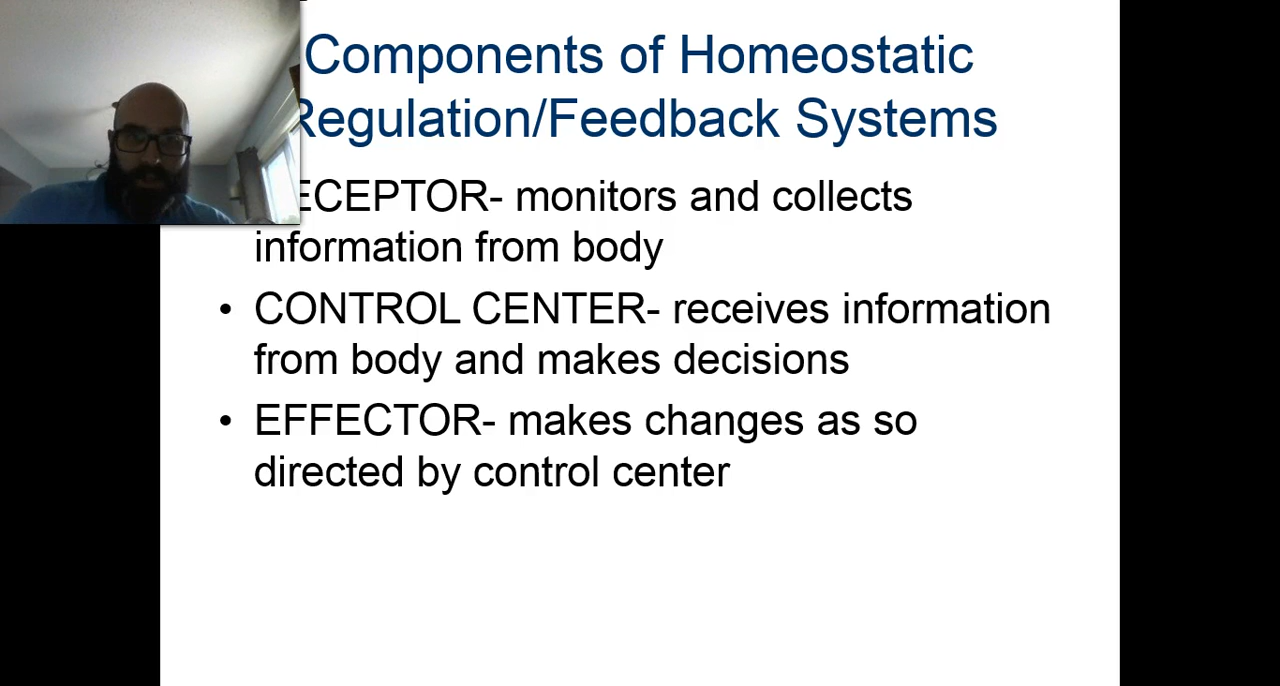 Components of Homeostatic
Regulation/Feedback Systems
ECEPTOR- monitors and collects
information from body
• CONTROL CENTER- receives information
from body and makes decisions
• EFFECTOR- makes changes as so
directed by control center